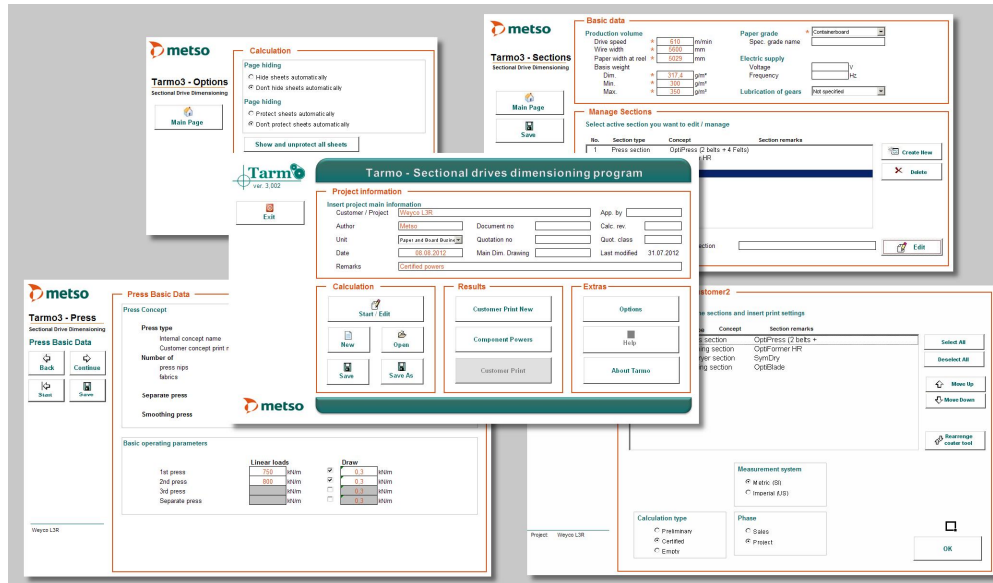 metso
Tarmo3 - Options
Sectional Drive Dimensioning
Main Page
Calculation
Page hiding
Hide sheets automatically
Don't hide sheets automatically
Page hiding
Protect sheets automatically
Don't protect sheets automatically
Show and unprotect all sheets
metso
Tarmo3 - Sections
Sectional Drive Dimensioning
Main Page
Save
Basic data
Production volume
Drive speed * 610 m/min
Wire width * 5600 mm
Paper width at reel * 5029 mm
Basis weight
Dim. * 317,4 g/m²
Min. * 300 g/m²
Max. * 350 g/m²
Paper grade * Containerboard
Spec. grade name
Electric supply
Voltage V
Frequency Hz
Lubrication of gears Not specified
Manage Sections
Select active section you want to edit / manage
No. Section type Concept Section remarks
1 Press section OptiPress (2 belts + 4 Felts)
HR
Create New
Delete
Edit
Tarmo
ver. 3,002
Exit
Tarmo - Sectional drives dimensioning program
Project information
Insert project main information
Customer / Project Weyco L3R App. by
Author Metso Document no Calc. rev.
Unit Paper and Board Busine Quotation no Quot. class
Date 08.08.2012 Main Dim. Drawing Last modified 31.07.2012
Remarks Certified powers
Calculation
Start / Edit
New Open
Save Save As
Results
Customer Print New
Component Powers
Customer Print
Extras
Options
Help
About Tarmo
metso
metso
Tarmo3 - Press
Sectional Drive Dimensioning
Press Basic Data
Back Continue
Start Save
Weyco L3R
Press Basic Data
Press Concept
Press type
Internal concept name
Customer concept print
Number of
press nips
fabrics
Separate press
Smoothing press
Basic operating parameters
Linear loads Draw
1st press 750 kN/m 0,3 kN/m
2nd press 800 kN/m 0,3 kN/m
3rd press kN/m 0,3 kN/m
Separate press kN/m 0,3 kN/m
sections and insert print settings
Concept Section remarks
section OptiPress (2 belts +
section OptiFormer HR
section SymDry
section OptiBlade
Select All
Deselect All
Move Up
Move Down
Rearrange
coater tool
Measurement system
Metric (SI)
Imperial (US)
Calculation type
Preliminary
Certified
Empty
Phase
Sales
Project
OK
Project Weyco L3R